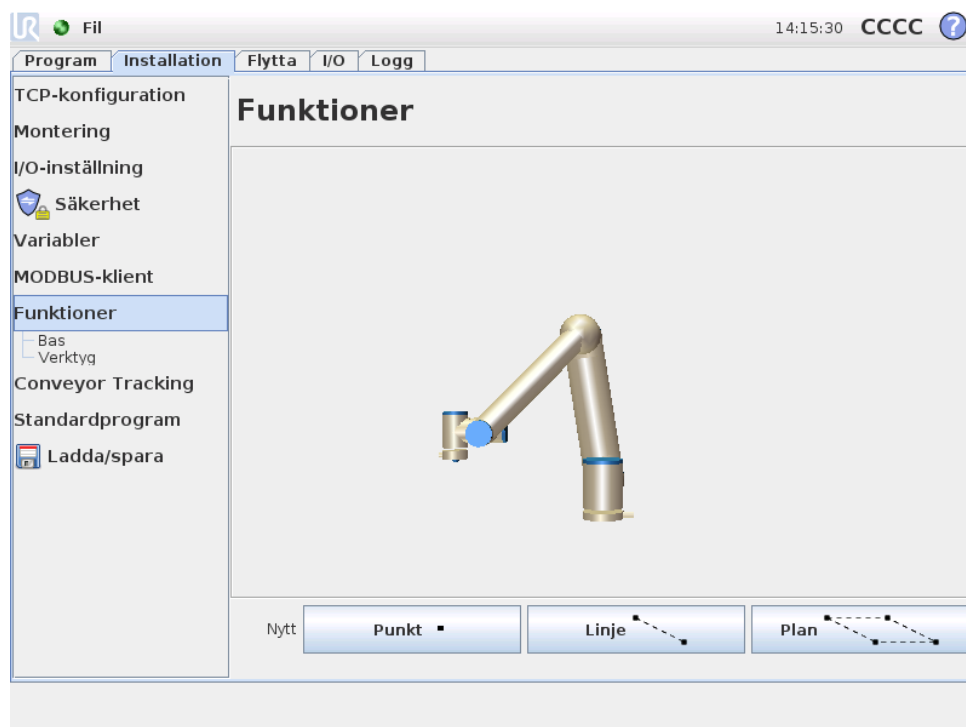 UR Fil 14:15:30 CCCC ?
Program Installation Flytta I/O Logg
TCP-konfiguration
Montering
I/O-inställning
Säkerhet
Variabler
MODBUS-klient
Funktioner
Bas
Verktyg
Conveyor Tracking
Standardprogram
Ladda/spara
Funktioner
Nytt Punkt Linje Plan